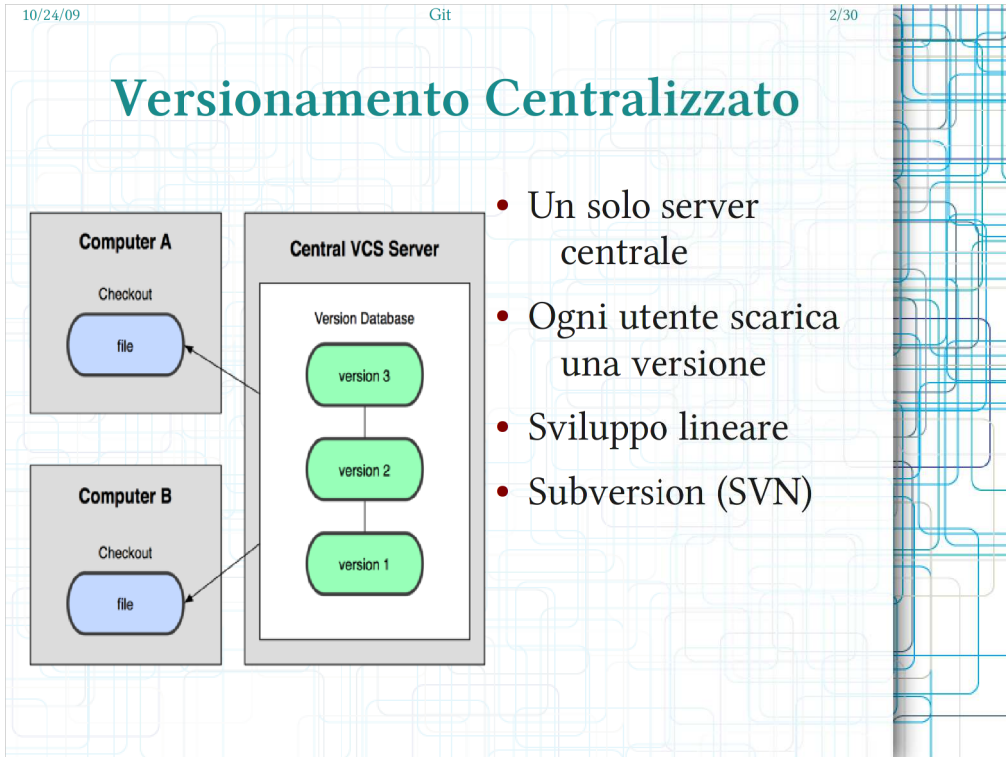 10/24/09
Git
2/30
Versionamento Centralizzato
Computer A
Checkout
file
Computer B
Checkout
file
Central VCS Server
Version Database
version 3
version 2
version 1
• Un solo server
centrale
• Ogni utente scarica
una versione
• Sviluppo lineare
• Subversion (SVN)